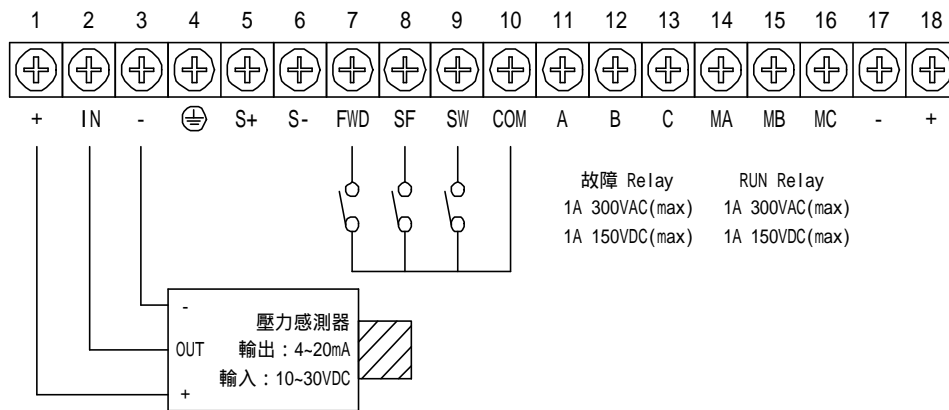 1 2 3 4 5 6 7 8 9 10 11 12 13 14 15 16 17 18
+ IN - S+ S- FWD SF SW COM A B C MA MB MC - +
故障 Relay RUN Relay
1A 300VAC(max) 1A 300VAC(max)
1A 150VDC(max) 1A 150VDC(max)
-
壓力感測器
OUT 輸出：4~20mA
輸入：10~30VDC
+